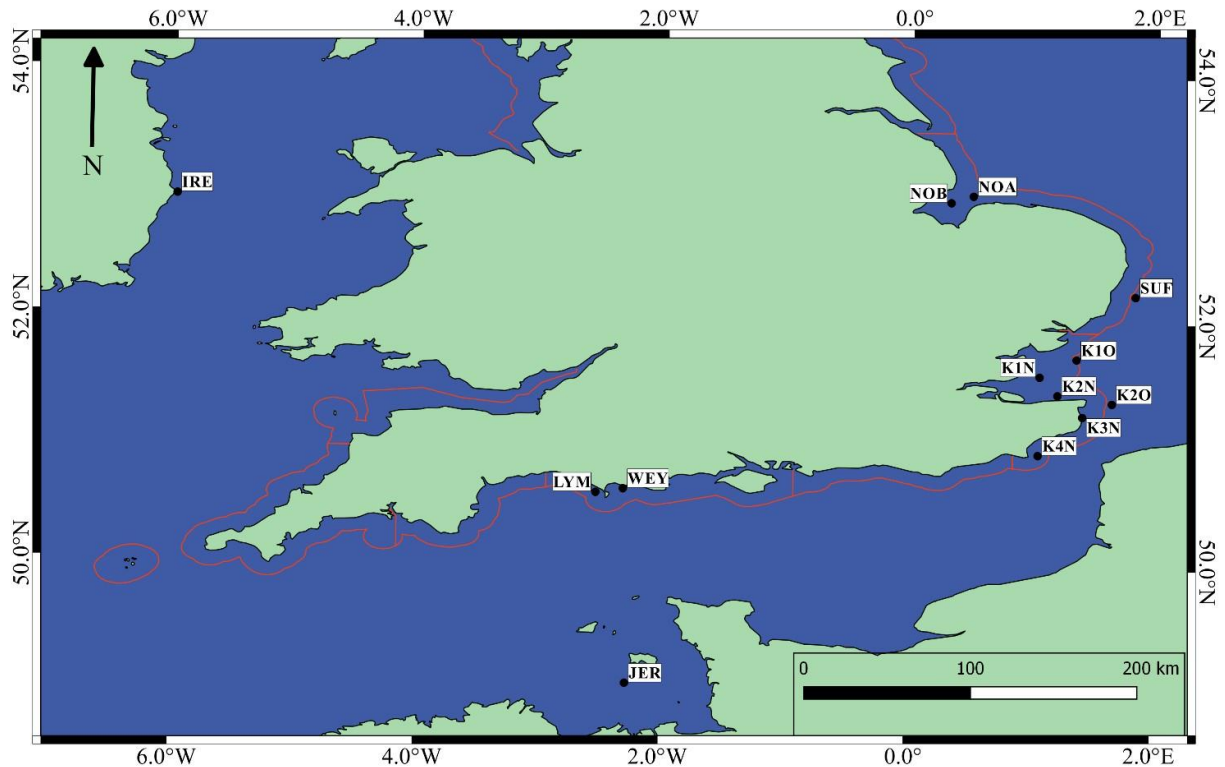 6.0°W 4.0°W 2.0°W 0.0° 2.0°E
54.0°N 54.0°N
N
IRE
NOB NOA
SUF
52.0°N 52.0°N
K1O
K1N
K2N K2O
K3N
K4N
LYM WEY
50.0°N 50.0°N
JER
0 100 200 km
6.0°W 4.0°W 2.0°W 0.0° 2.0°E